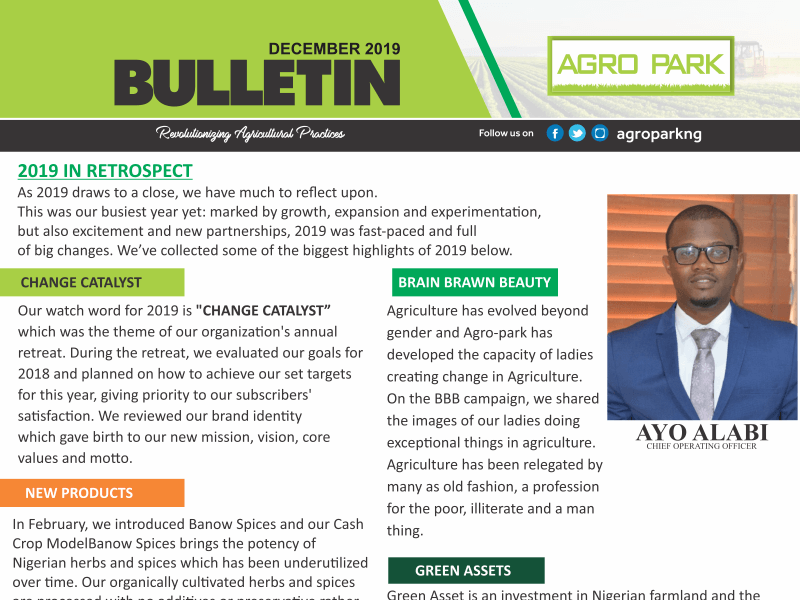 DECEMBER 2019
BULLETIN
AGRO PARK
Revolutionizing Agricultural Practices
Follow us on
agroparkng
2019 IN RETROSPECT
As 2019 draws to a close, we have much to reflect upon.
This was our busiest year yet: marked by growth, expansion and experimentation,
but also excitement and new partnerships, 2019 was fast-paced and full
of big changes. We've collected some of the biggest highlights of 2019 below.
CHANGE CATALYST
Our watch word for 2019 is "CHANGE CATALYST”
which was the theme of our organization's annual
retreat. During the retreat, we evaluated our goals for
2018 and planned on how to achieve our set targets
for this year, giving priority to our subscribers'
satisfaction. We reviewed our brand identity
which gave birth to our new mission, vision, core
values and motto.
NEW PRODUCTS
In February, we introduced Banow Spices and our Cash
Crop ModelBanow Spices brings the potency of
Nigerian herbs and spices which has been underutilized
over time. Our organically cultivated herbs and spices
are processed with no additives or preservative rather
BRAIN BRAWN BEAUTY
Agriculture has evolved beyond
gender and Agro-park has
developed the capacity of ladies
creating change in Agriculture.
On the BBB campaign, we shared
the images of our ladies doing
exceptional things in agriculture.
Agriculture has been relegated by
many as old fashion, a profession
for the poor, illiterate and a man
thing.
GREEN ASSETS
Green Asset is an investment in Nigerian farmland and the
AYO ALABI
CHIEF OPERATING OFFICER